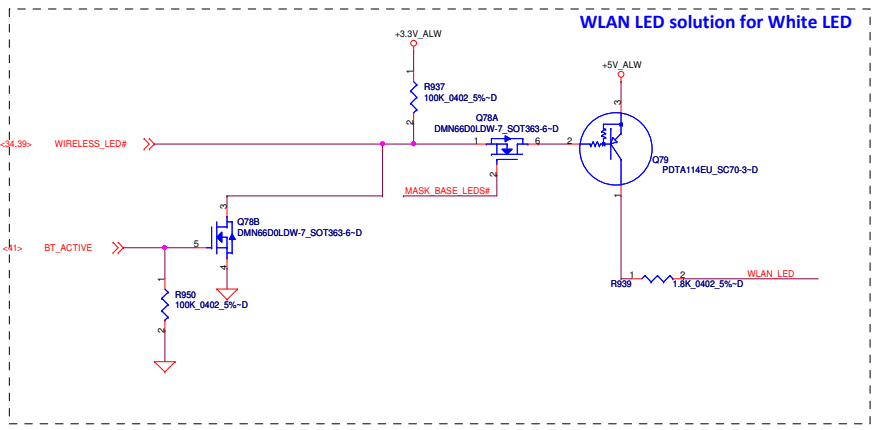 WLAN LED solution for White LED
+3.3V_ALW
+5V_ALW
1
R937
100K_0402_5%~D
2
3
Q78A
DMN66D0LDW-7_SOT363-6~D
<34,39> WIRELESS_LED#
1
6
2
2
Q79
PDTA114EU_SC70-3~D
MASK_BASE_LEDS#
1
3
Q78B
DMN66D0LDW-7_SOT363-6~D
<41> BT_ACTIVE
5
4
1
R950
100K_0402_5%~D
2
1
2
WLAN_LED
R939
1.8K_0402_5%~D